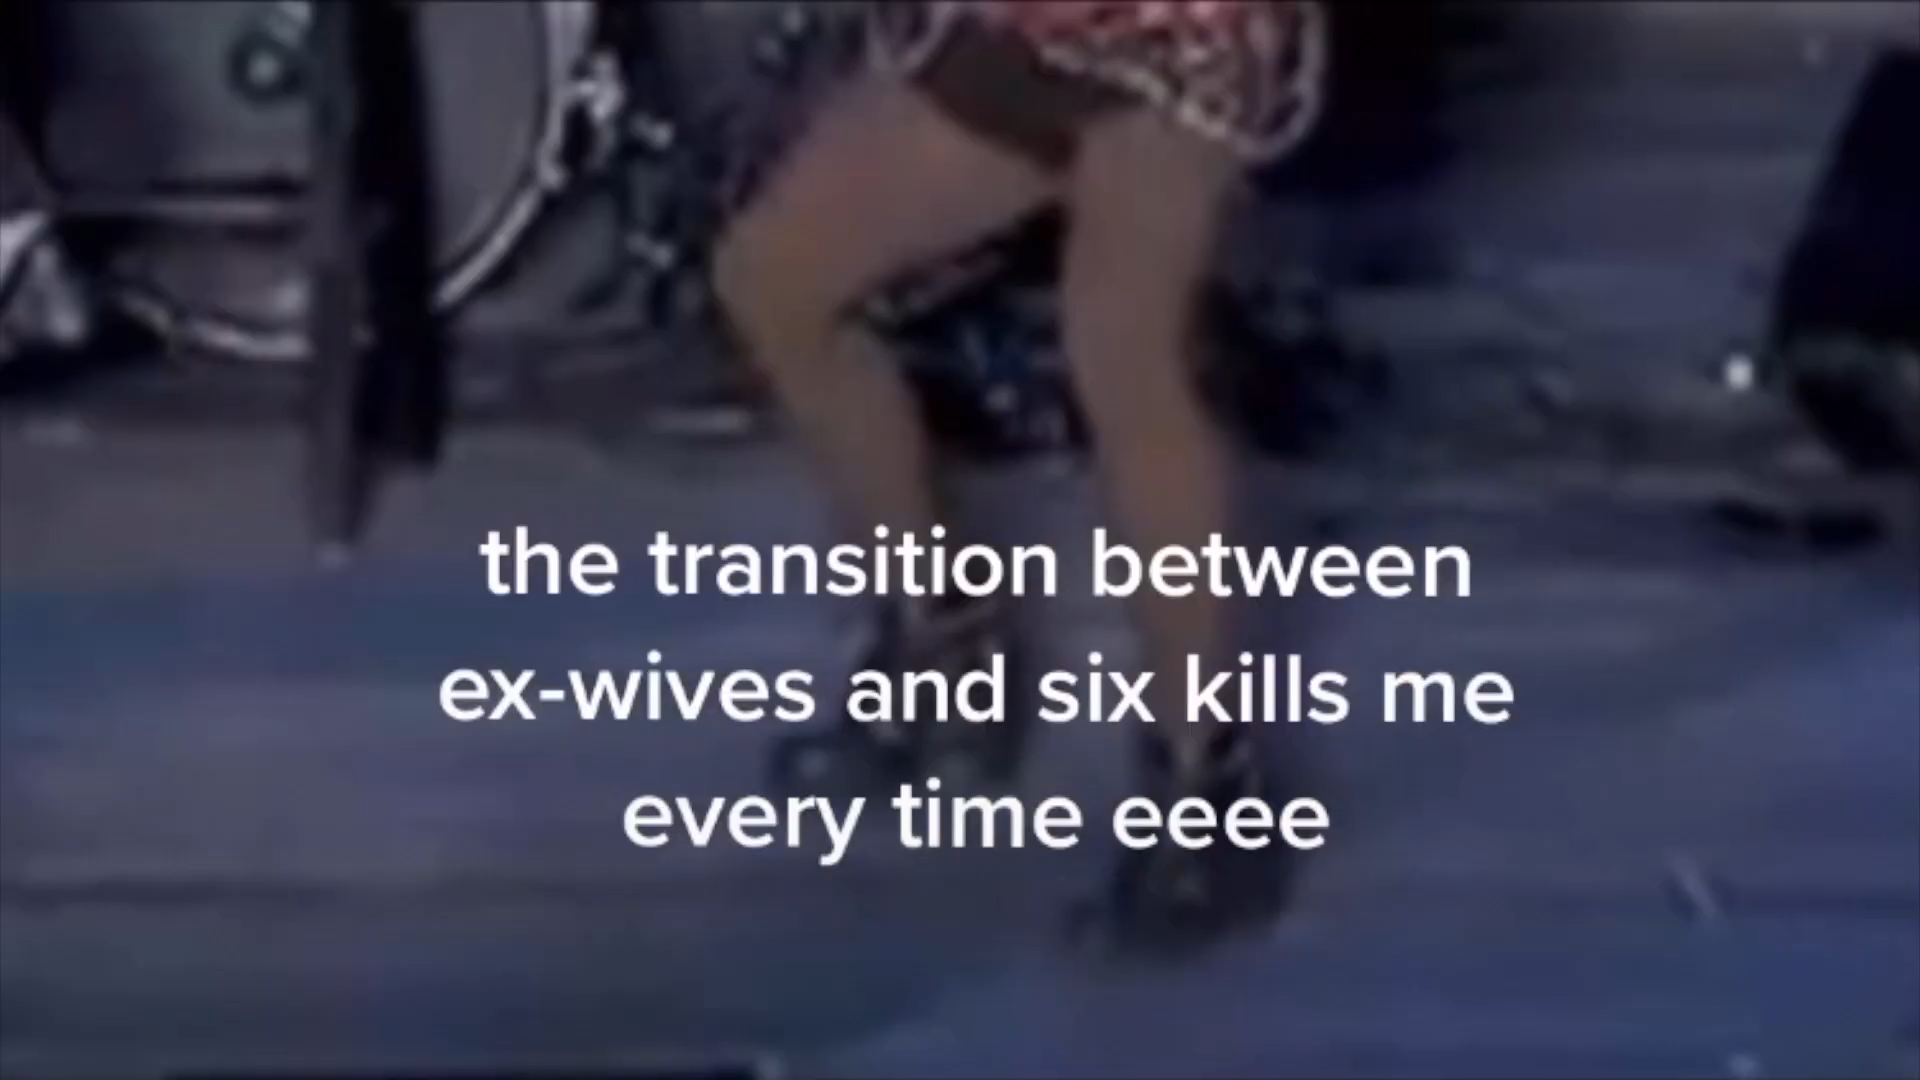 the transition between
ex-wives and six kills me
every time eeee